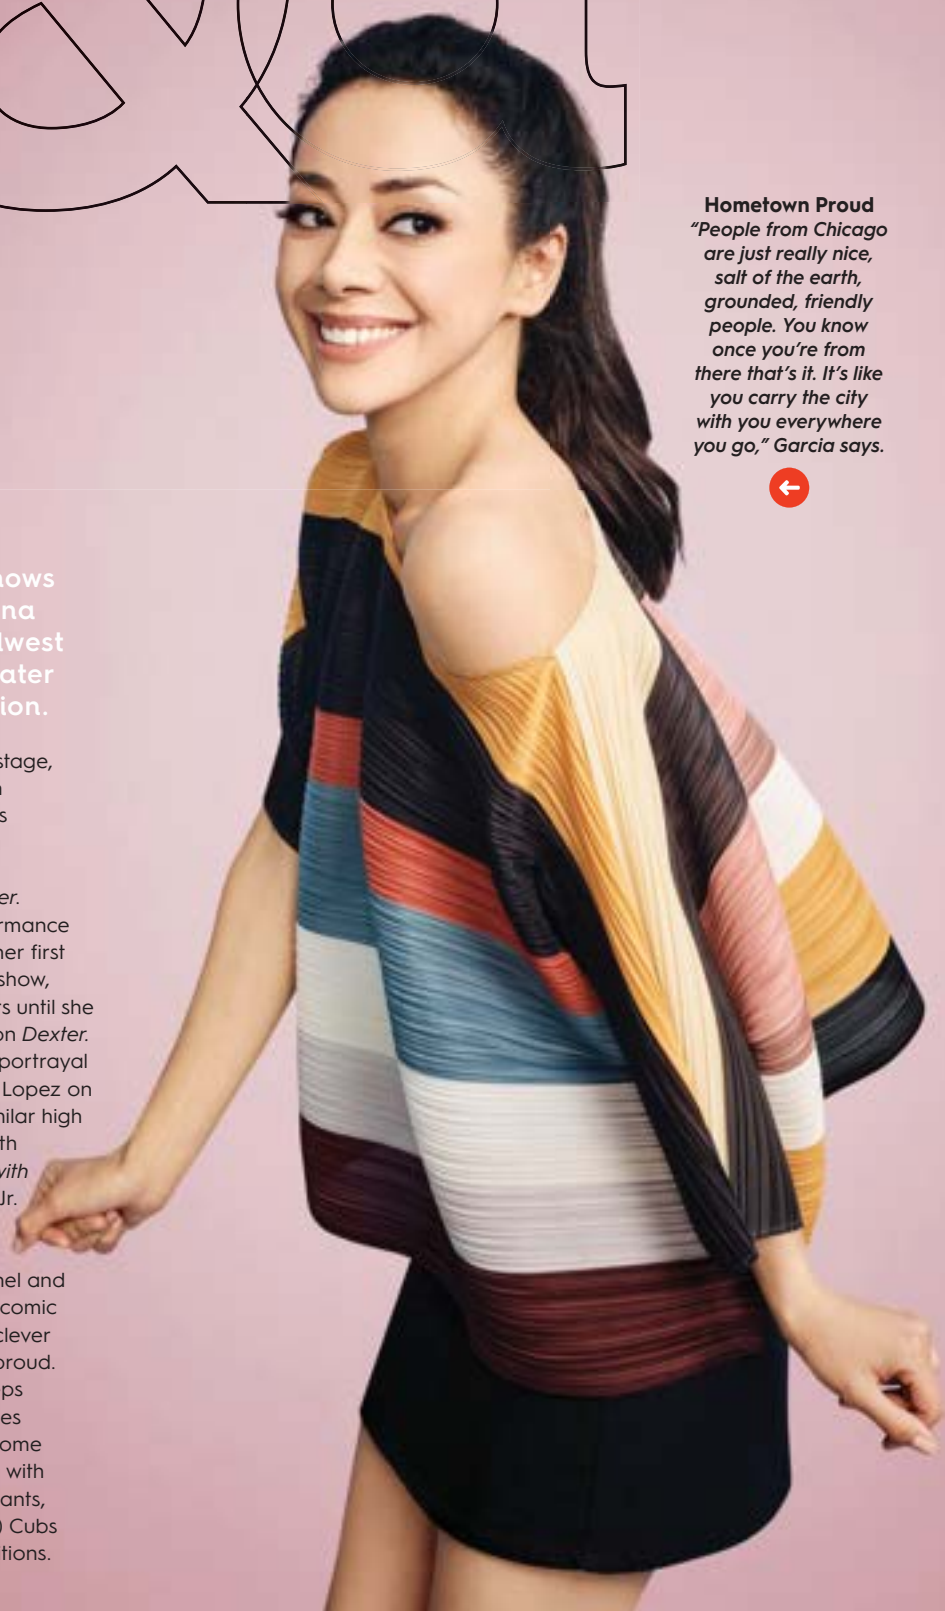 Hometown Proud
“People from Chicago
are just really nice,
salt of the earth,
grounded, friendly
people. You know
once you’re from
there that’s it. It’s like
you carry the city
with you everywhere
you go,” Garcia says.
nows
na
lwest
ater
ion.
stage,
n
s
er.
rmance
her first
show,
rs until she
on Dexter.
portrayal
Lopez on
nilar high
th
with
Jr.
nel and
comic
clever
proud.
ps
es
ome
with
ants,
) Cubs
itions.